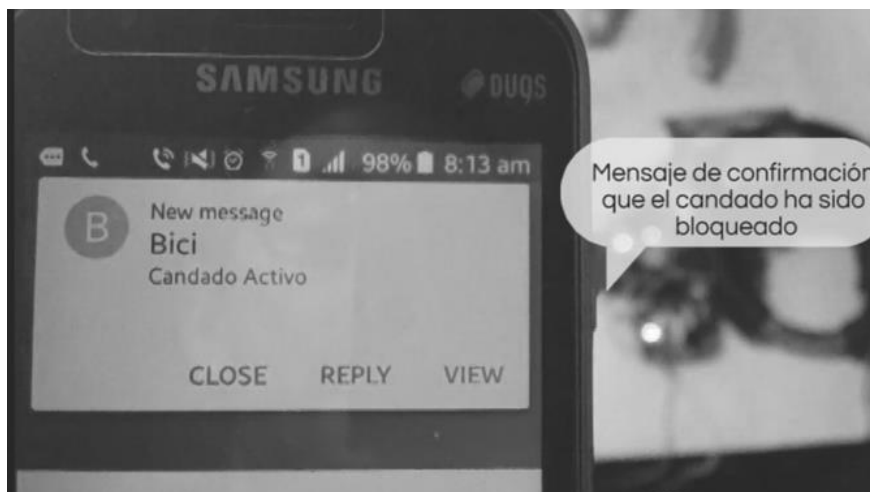 SAMSUNG DUOS
1 98% 8:13 am
B
New message
Bici
Candado Activo
CLOSE REPLY VIEW
Mensaje de confirmación
que el candado ha sido
bloqueado